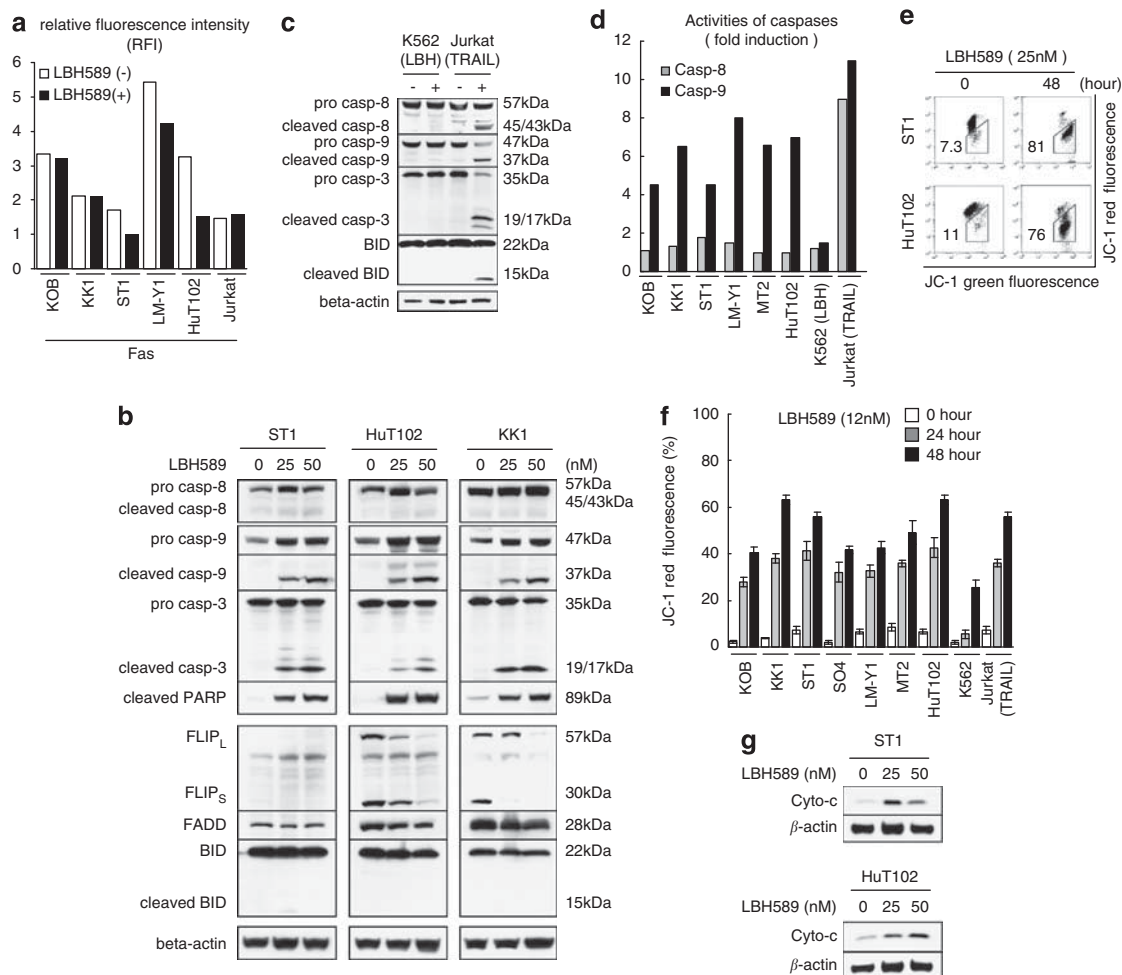 a
relative fluorescence intensity
(RFI)
6
5
4
3
2
1
0
LBH589 (-)
LBH589(+)
KOB
KK1
ST1
LM-Y1
HuT102
Jurkat
Fas
c
K562
(LBH)
Jurkat
(TRAIL)
- + - +
pro casp-8 57kDa
cleaved casp-8 45/43kDa
pro casp-9 47kDa
cleaved casp-9 37kDa
pro casp-3 35kDa
cleaved casp-3 19/17kDa
BID 22kDa
cleaved BID 15kDa
beta-actin
d
Activities of caspases
( fold induction )
12
10
8
6
4
2
0
Casp-8
Casp-9
KOB
KK1
ST1
LM-Y1
MT2
HuT102
K562 (LBH)
Jurkat (TRAIL)
e
LBH589 ( 25nM )
0 48 (hour)
ST1
7.3 81
HuT102
11 76
JC-1 red fluorescence
JC-1 green fluorescence
b
ST1 HuT102 KK1
LBH589 0 25 50 0 25 50 0 25 50 (nM)
pro casp-8 57kDa
cleaved casp-8 45/43kDa
pro casp-9 47kDa
cleaved casp-9 37kDa
pro casp-3 35kDa
cleaved casp-3 19/17kDa
cleaved PARP 89kDa
FLIPL 57kDa
FLIPS 30kDa
FADD 28kDa
BID 22kDa
cleaved BID 15kDa
beta-actin
f
JC-1 red fluorescence (%)
100
80
60
40
20
0
LBH589 (12nM)
0 hour
24 hour
48 hour
KOB
KK1
ST1
SO4
LM-Y1
MT2
HuT102
K562
Jurkat
(TRAIL)
g
ST1
LBH589 (nM) 0 25 50
Cyto-c
β-actin
HuT102
LBH589 (nM) 0 25 50
Cyto-c
β-actin